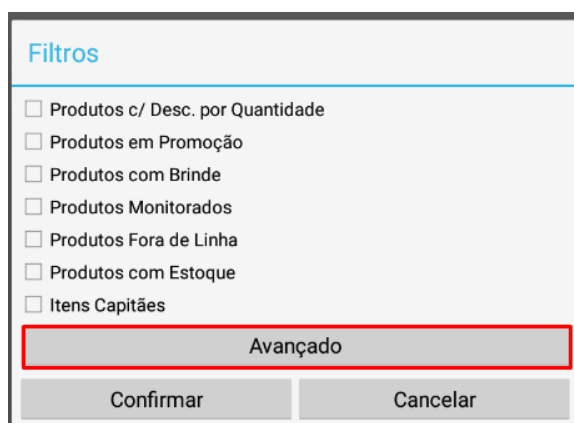 Filtros
Produtos c/ Desc. por Quantidade
Produtos em Promoção
Produtos com Brinde
Produtos Monitorados
Produtos Fora de Linha
Produtos com Estoque
Itens Capitães
Avançado
Confirmar
Cancelar